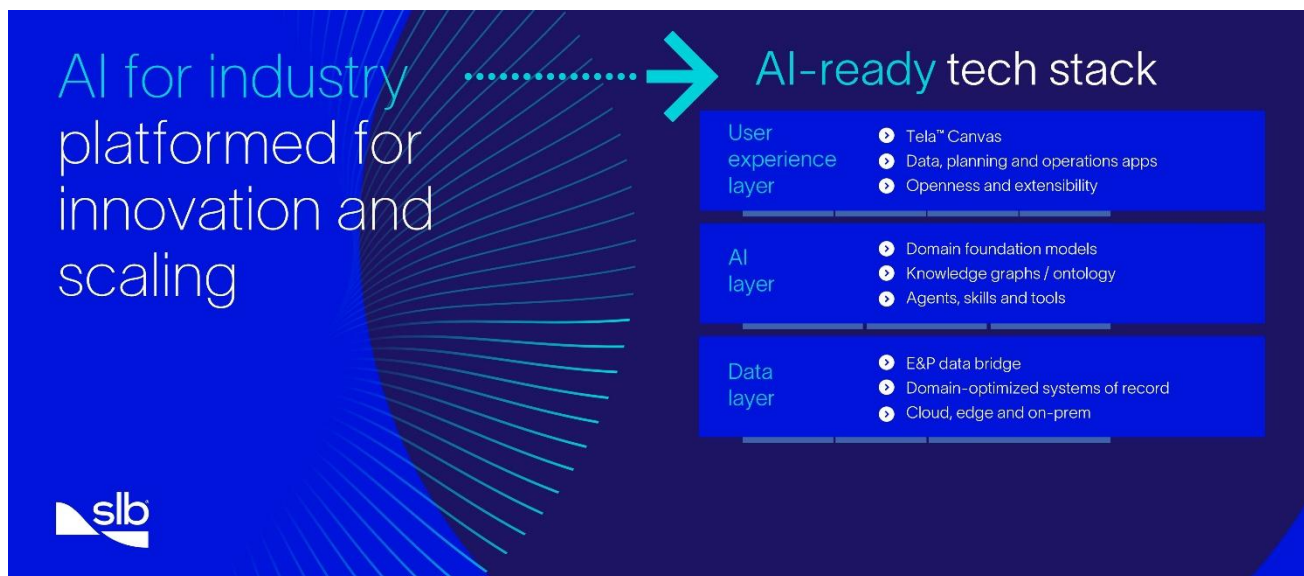 AI for industry
platformed for
innovation and
scaling
AI-ready tech stack
User
experience
layer
Tela™ Canvas
Data, planning and operations apps
Openness and extensibility
AI
layer
Domain foundation models
Knowledge graphs / ontology
Agents, skills and tools
Data
layer
E&P data bridge
Domain-optimized systems of record
Cloud, edge and on-prem
slb